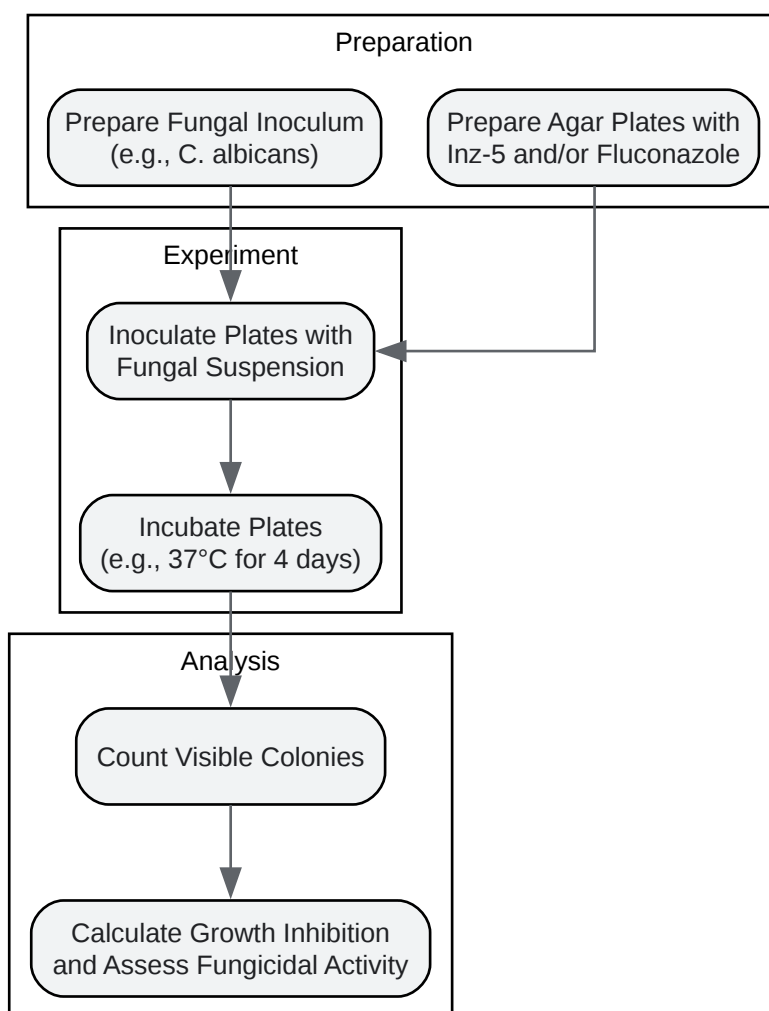 Preparation
Prepare Fungal Inoculum
(e.g., C. albicans)
Prepare Agar Plates with
Inz-5 and/or Fluconazole
Experiment
Inoculate Plates with
Fungal Suspension
Incubate Plates
(e.g., 37°C for 4 days)
Analysis
Count Visible Colonies
Calculate Growth Inhibition
and Assess Fungicidal Activity